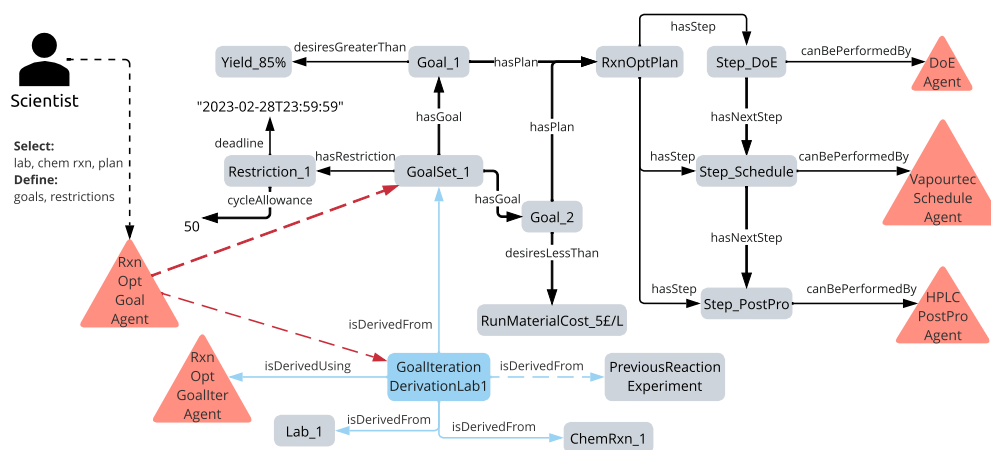 hasStep
desiresGreaterThan
canBePerformedBy
Yield_85%
Goal_1
hasPlan
RxnOptPlan
Step_DoE
DoE
Agent
Scientist
"2023-02-28T23:59:59"
hasGoal
hasPlan
hasNextStep
Select:
lab, chem rxn, plan
Define:
goals, restrictions
deadline
hasRestriction
hasStep
canBePerformedBy
Restriction_1
GoalSet_1
Step_Schedule
Vapourtec
Schedule
Agent
cycleAllowance
50
hasGoal
Goal_2
hasNextStep
desiresLessThan
Rxn
Opt
Goal
Agent
hasStep
canBePerformedBy
Step_PostPro
HPLC
PostPro
Agent
RunMaterialCost_5£/L
isDerivedFrom
Rxn
Opt
GoalIter
Agent
isDerivedUsing
GoalIteration
DerivationLab1
isDerivedFrom
PreviousReaction
Experiment
Lab_1
isDerivedFrom
isDerivedFrom
ChemRxn_1